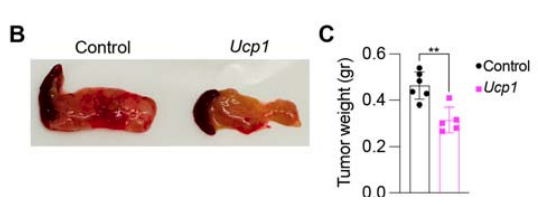 B
Control
Ucp1
C
Tumor weight (gr)
0.6
0.4
0.2
0.0
**
Control
Ucp1